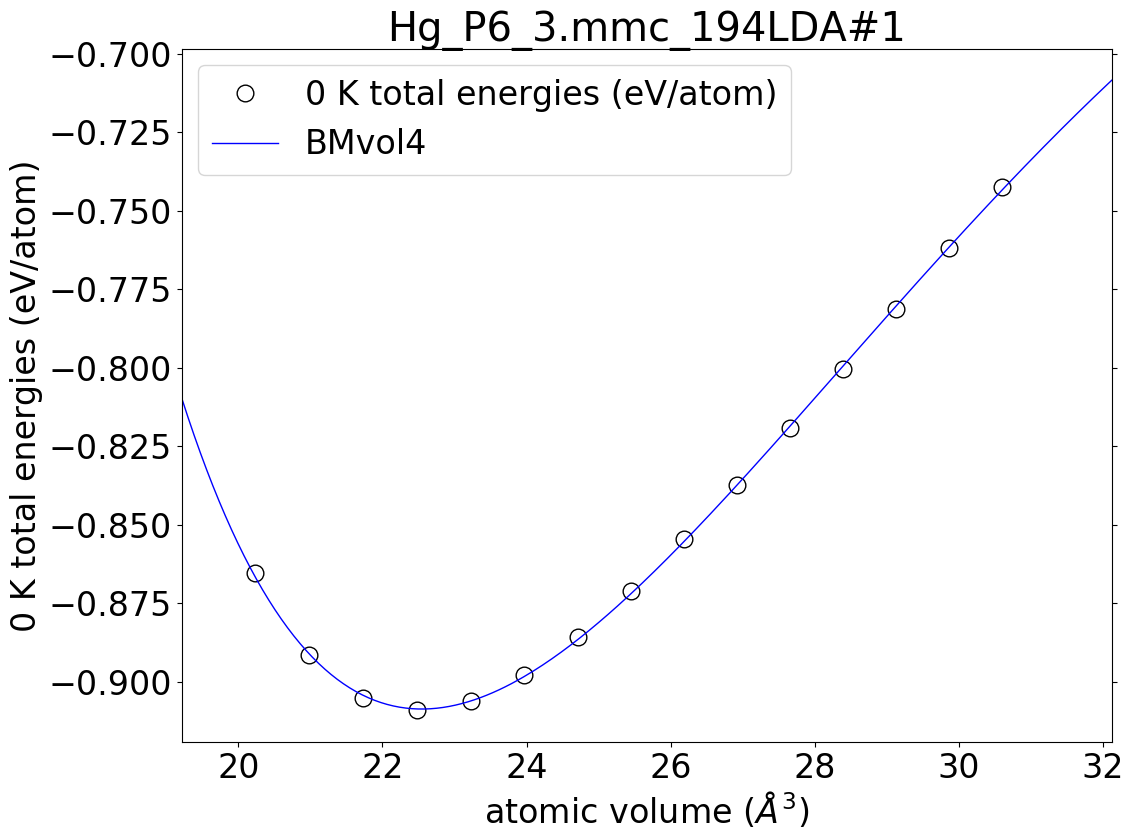 Hg_P6_3.mmc_194LDA#1
0 K total energies (eV/atom)
BMvol4
0 K total energies (eV/atom)
−0.700
−0.725
−0.750
−0.775
−0.800
−0.825
−0.850
−0.875
−0.900
20 22 24 26 28 30 32
atomic volume (Å³)